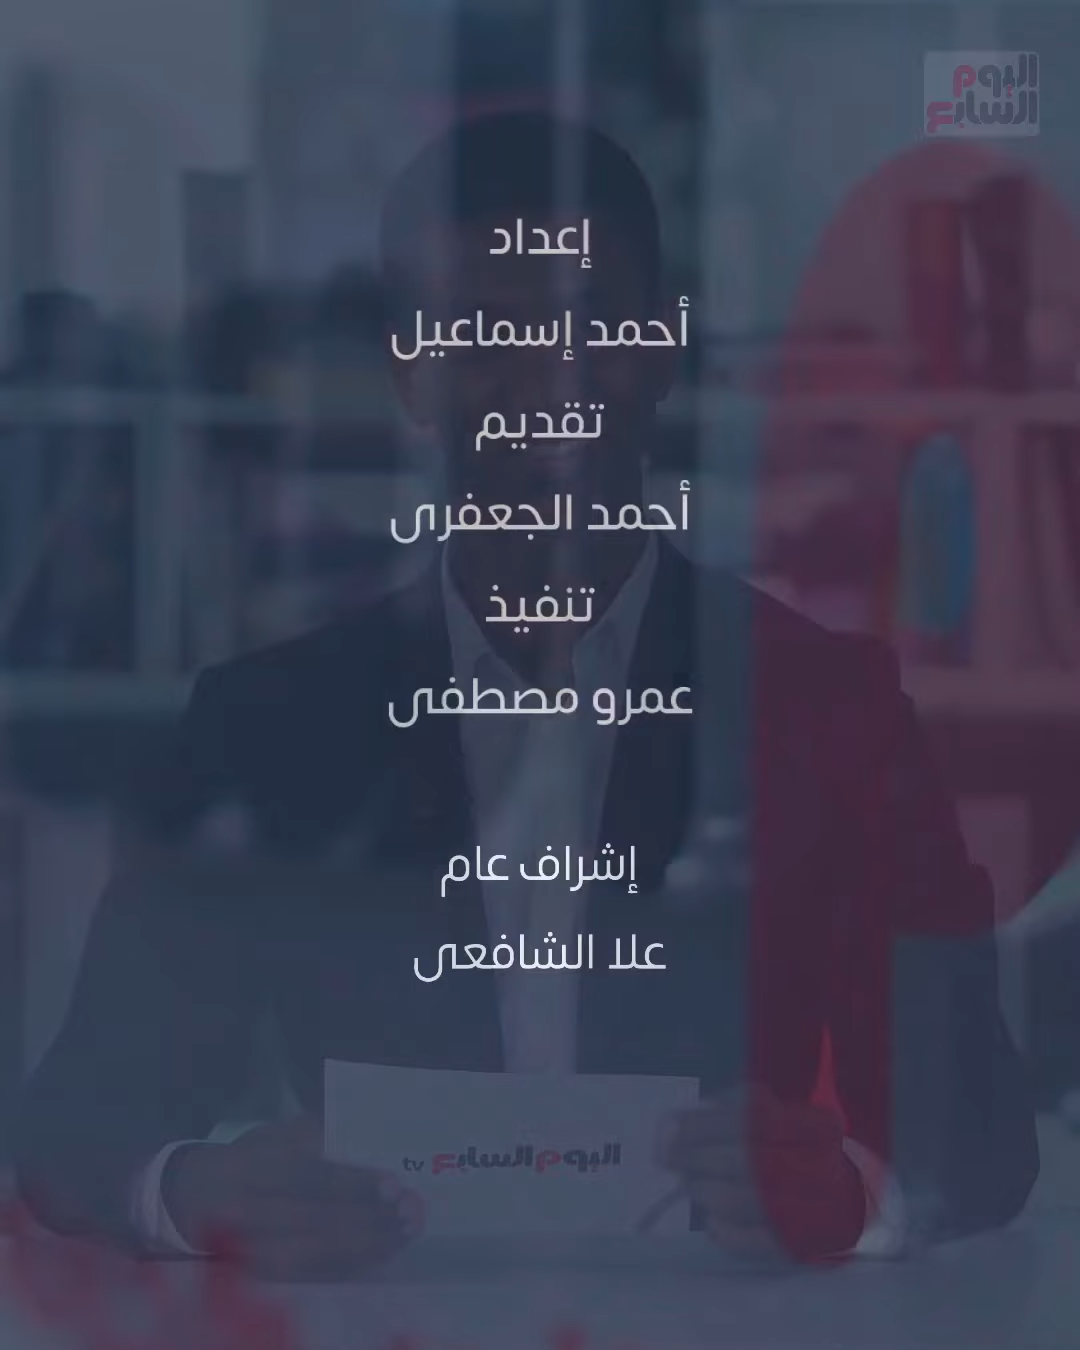 اليوم
السابع
إعداد
أحمد إسماعيل
تقديم
أحمد الجعفرى
تنفيذ
عمرو مصطفى
إشراف عام
علا الشافعى
اليوم السابع tv